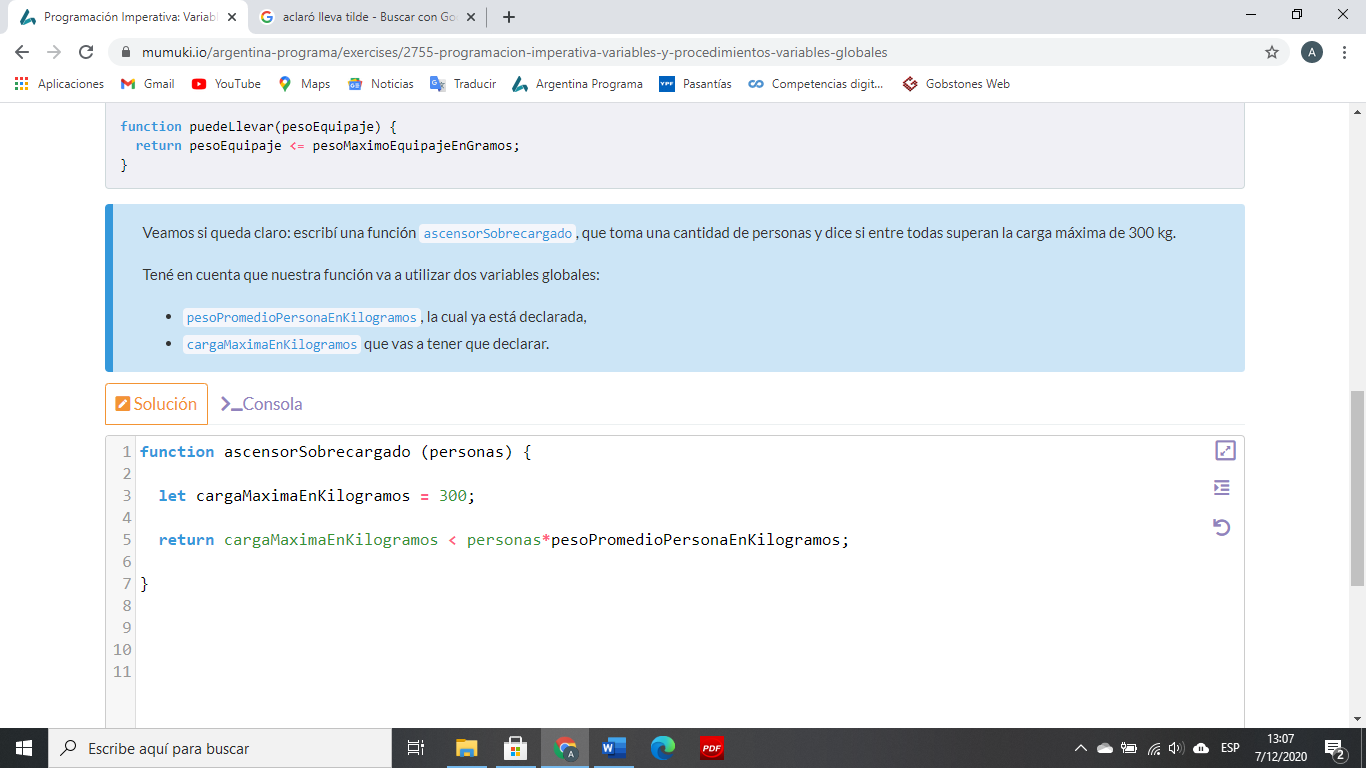 Programación Imperativa: Variabl
aclaró lleva tilde - Buscar con Go
mumuki.io/argentina-programa/exercises/2755-programacion-imperativa-variables-y-procedimientos-variables-globales
A
Aplicaciones Gmail YouTube Maps Noticias Traducir Argentina Programa YPF Pasantías Competencias digit... Gobstones Web
function puedeLlevar(pesoEquipaje) {
return pesoEquipaje <= pesoMaximoEquipajeEnGramos;
}
Veamos si queda claro: escribí una función ascensorSobrecargado, que toma una cantidad de personas y dice si entre todas superan la carga máxima de 300 kg.
Tené en cuenta que nuestra función va a utilizar dos variables globales:
• pesoPromedioPersonaEnKilogramos, la cual ya está declarada,
• cargaMaximaEnKilogramos que vas a tener que declarar.
Solución >_Consola
1 function ascensorSobrecargado (personas) {
2
3 let cargaMaximaEnKilogramos = 300;
4
5 return cargaMaximaEnKilogramos < personas*pesoPromedioPersonaEnKilogramos;
6
7 }
8
9
10
11
Escribe aquí para buscar
A
W
PDF
ESP
13:07
7/12/2020
2